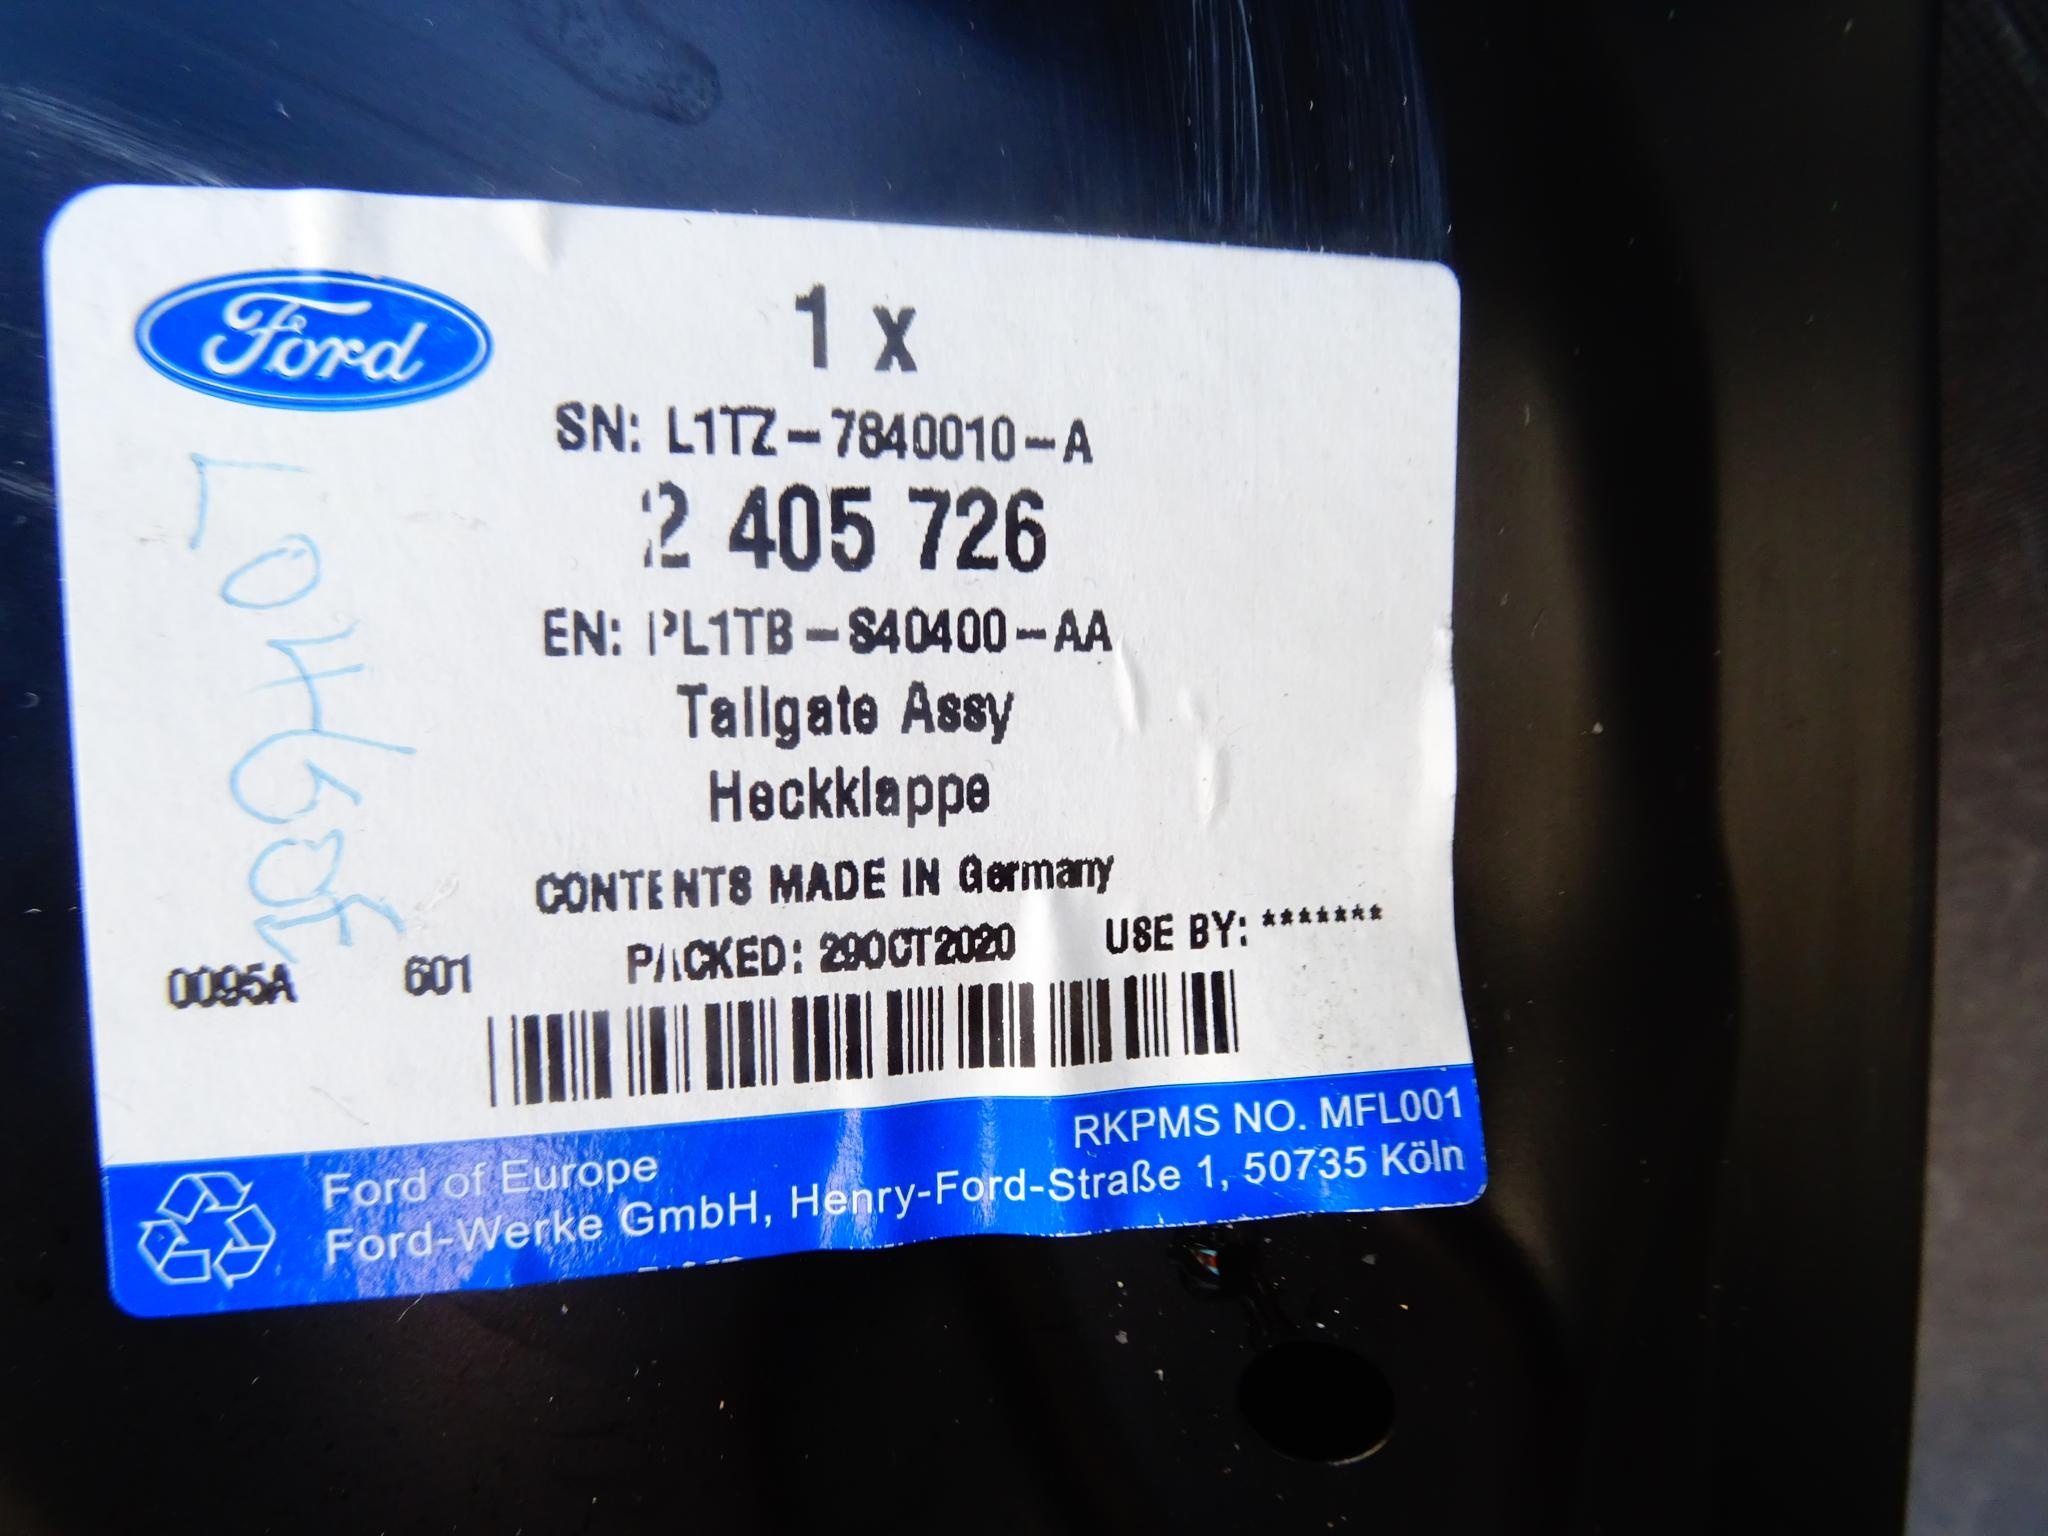 Ford
1 x
SN: L1TZ-7840010-A
2 405 726
EN: PL1TB-S40400-AA
Tailgate Assy
Heckklappe
CONTENTS MADE IN Germany
PACKED: 29OCT2020 USE BY: *******
0095A 601
RKPMS NO. MFL001
Ford of Europe
Ford-Werke GmbH, Henry-Ford-Straße 1, 50735 Köln